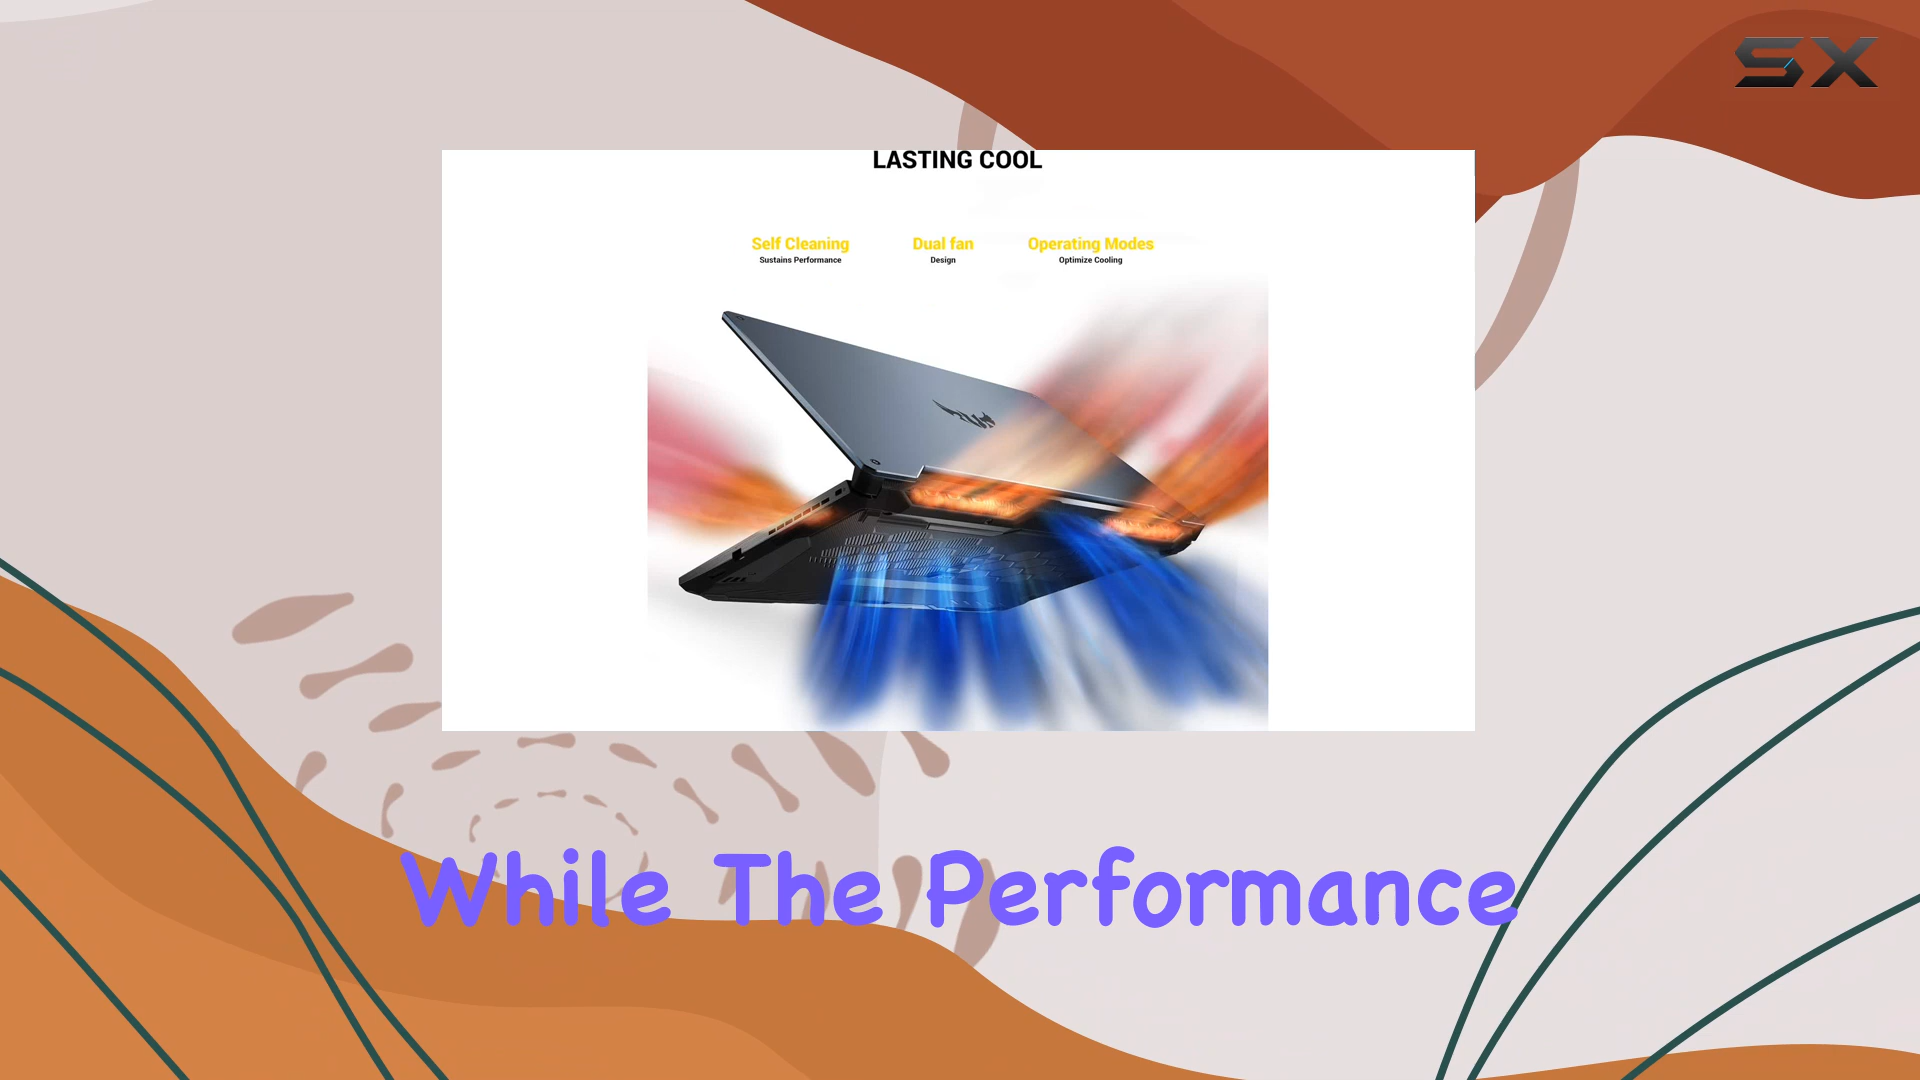 SX
LASTING COOL
Self Cleaning Dual fan Operating Modes
Sustains Performance Design Optimize Cooling
While The Performance